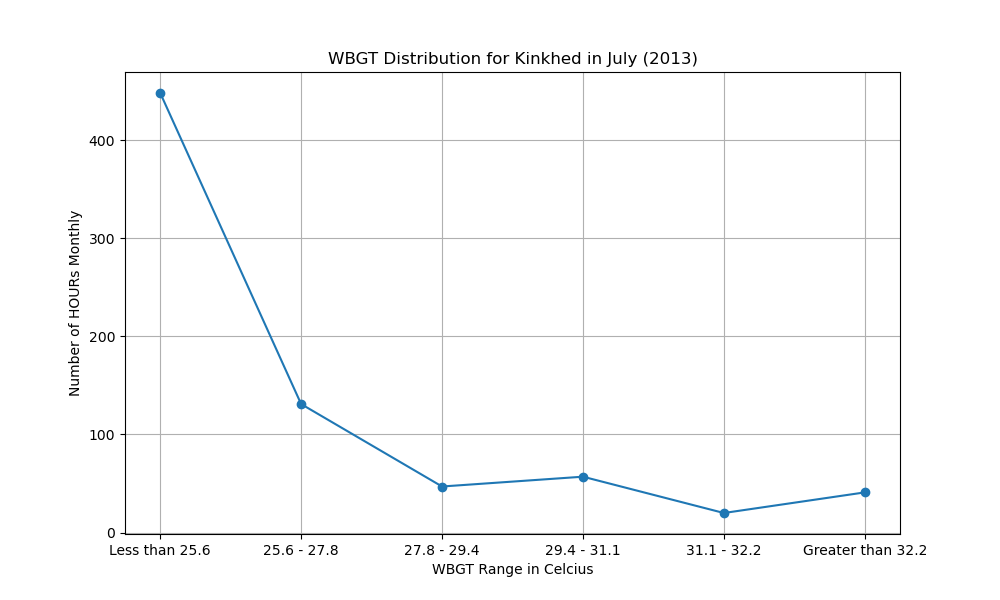 WBGT Distribution for Kinkhed in July (2013)
Number of HOURs Monthly
400
300
200
100
0
Less than 25.6 25.6 - 27.8 27.8 - 29.4 29.4 - 31.1 31.1 - 32.2 Greater than 32.2
WBGT Range in Celcius